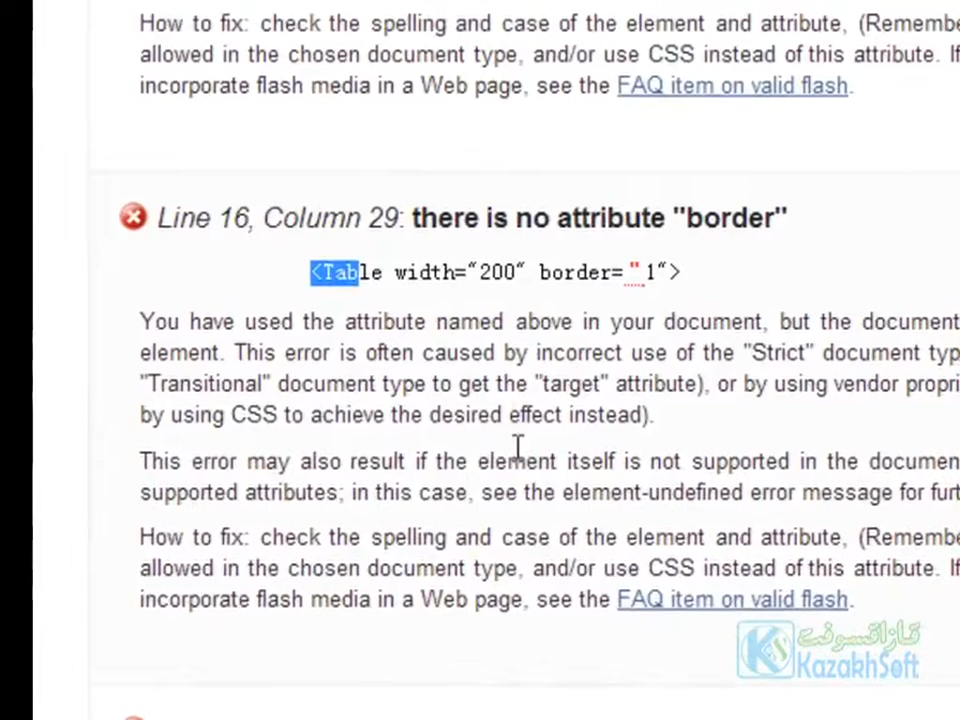 How to fix: check the spelling and case of the element and attribute, (Remembe
allowed in the chosen document type, and/or use CSS instead of this attribute. If
incorporate flash media in a Web page, see the FAQ item on valid flash.
Line 16, Column 29: there is no attribute "border"
<Table width="200" border="1">
You have used the attribute named above in your document, but the document
element. This error is often caused by incorrect use of the "Strict" document typ
"Transitional" document type to get the "target" attribute), or by using vendor propri
by using CSS to achieve the desired effect instead).
This error may also result if the element itself is not supported in the documen
supported attributes; in this case, see the element-undefined error message for furt
How to fix: check the spelling and case of the element and attribute, (Remembe
allowed in the chosen document type, and/or use CSS instead of this attribute. If
incorporate flash media in a Web page, see the FAQ item on valid flash.
قازاقسوفت
KazakhSoft